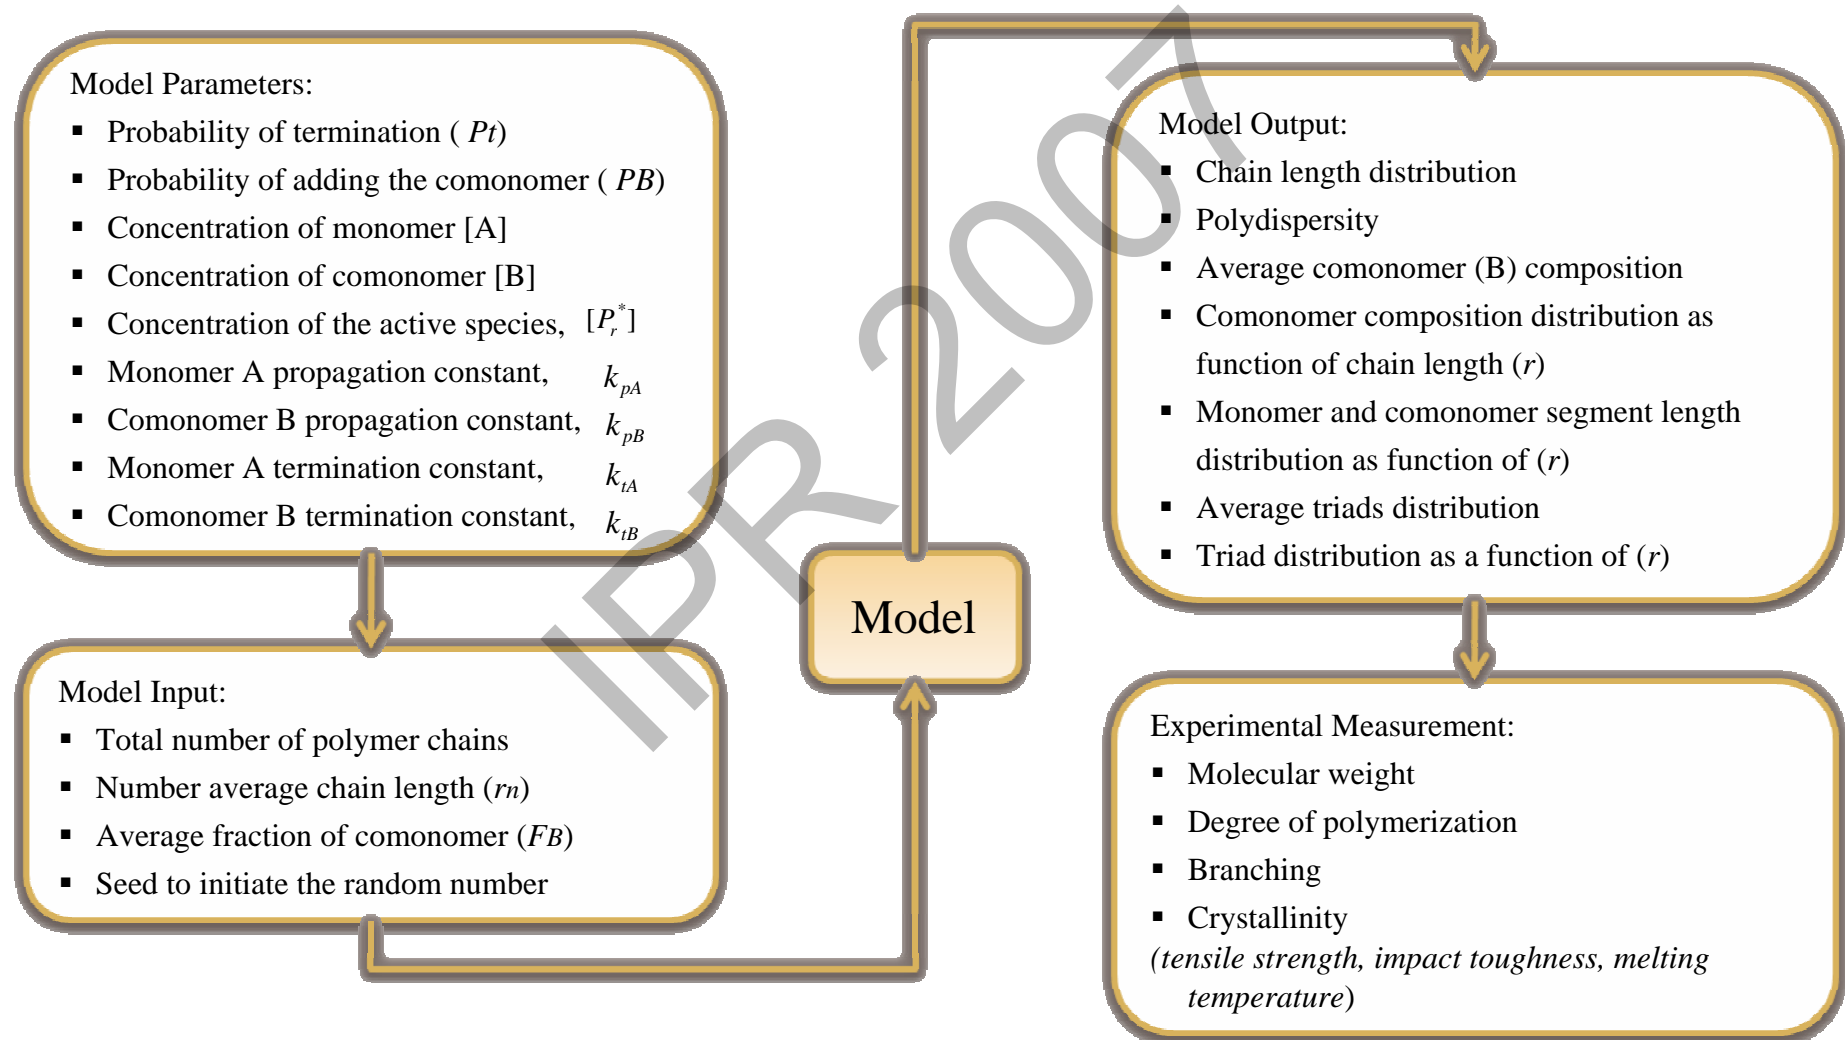 Model Parameters:
▪ Probability of termination ( Pt)
▪ Probability of adding the comonomer ( PB)
▪ Concentration of monomer [A]
▪ Concentration of comonomer [B]
▪ Concentration of the active species, [P_r^*]
▪ Monomer A propagation constant, k_pA
▪ Comonomer B propagation constant, k_pB
▪ Monomer A termination constant, k_tA
▪ Comonomer B termination constant, k_tB
Model Input:
▪ Total number of polymer chains
▪ Number average chain length (rn)
▪ Average fraction of comonomer (FB)
▪ Seed to initiate the random number
Model
Model Output:
▪ Chain length distribution
▪ Polydispersity
▪ Average comonomer (B) composition
▪ Comonomer composition distribution as
function of chain length (r)
▪ Monomer and comonomer segment length
distribution as function of (r)
▪ Average triads distribution
▪ Triad distribution as a function of (r)
Experimental Measurement:
▪ Molecular weight
▪ Degree of polymerization
▪ Branching
▪ Crystallinity
(tensile strength, impact toughness, melting
temperature)
IPR 2007